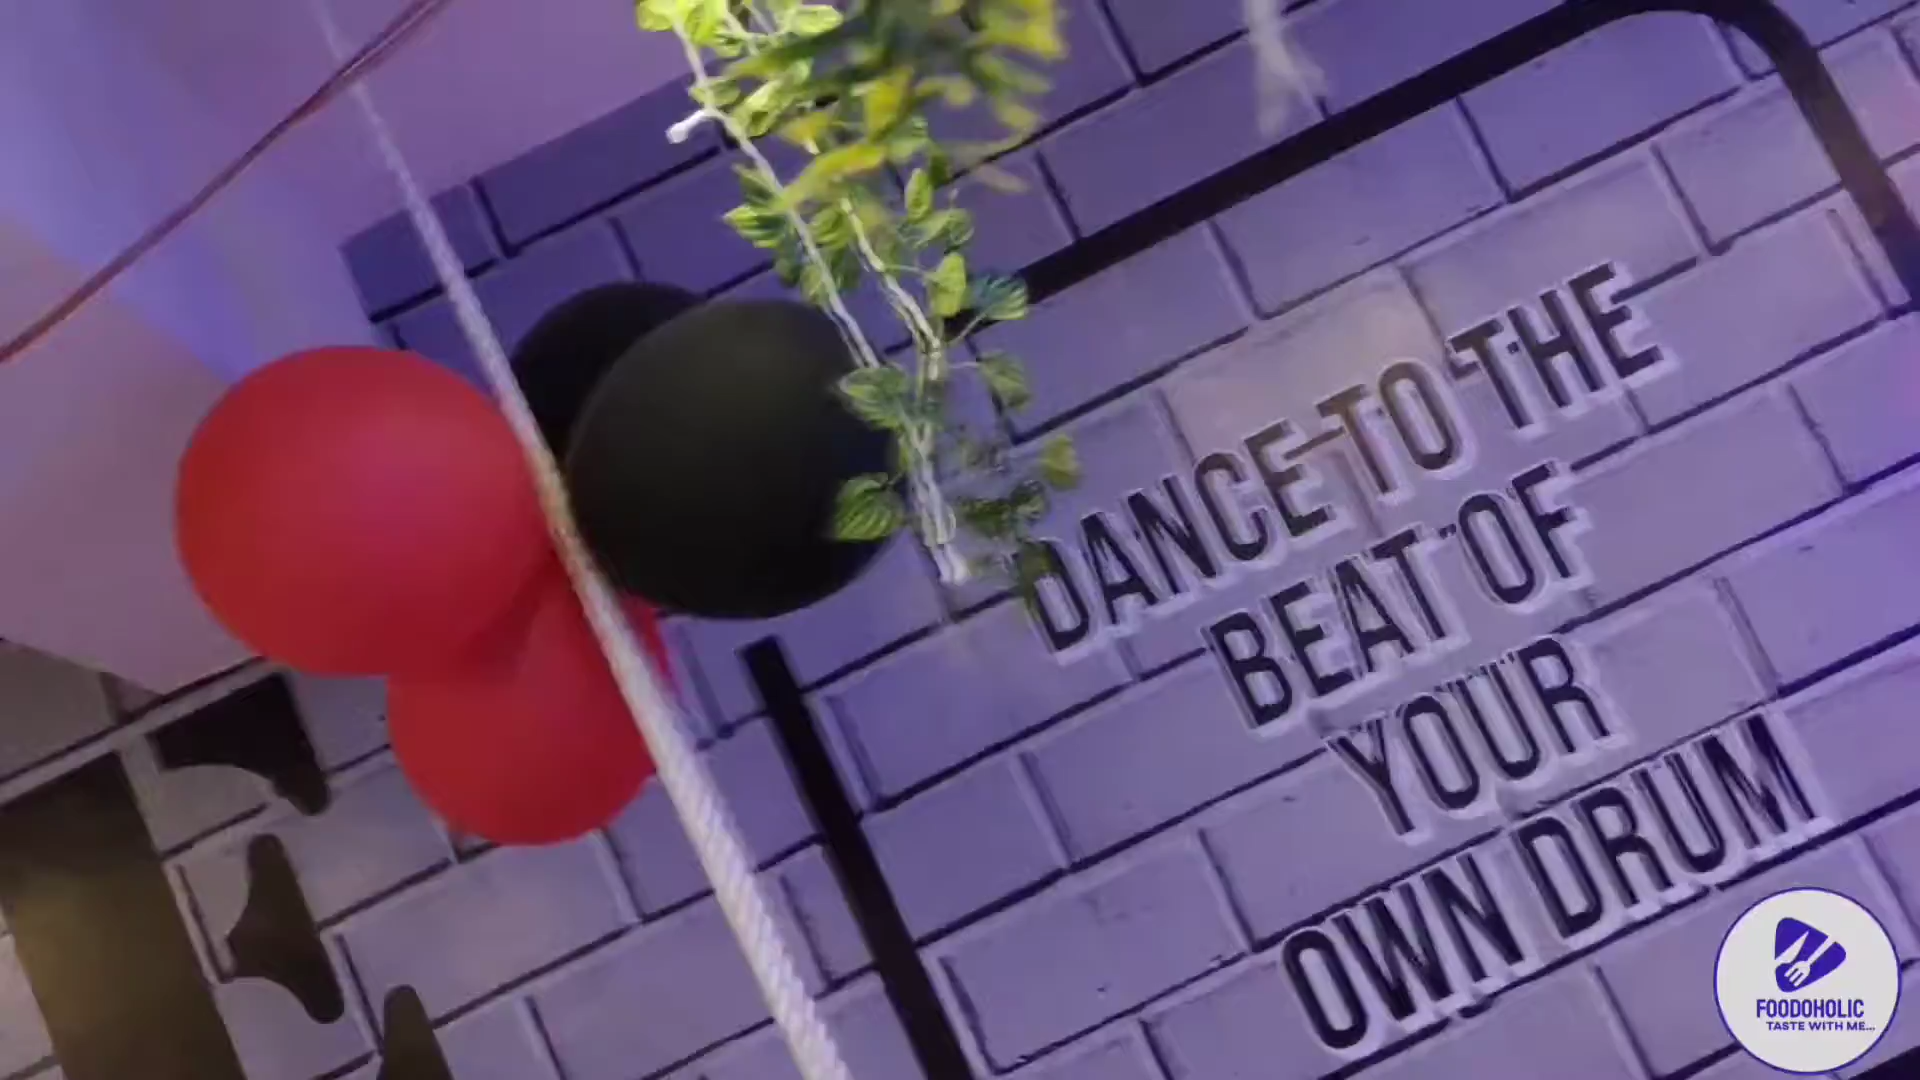 DANCE TO THE
BEAT OF
YOUR
OWN DRUM
FOODOHOLIC
TASTE WITH ME...